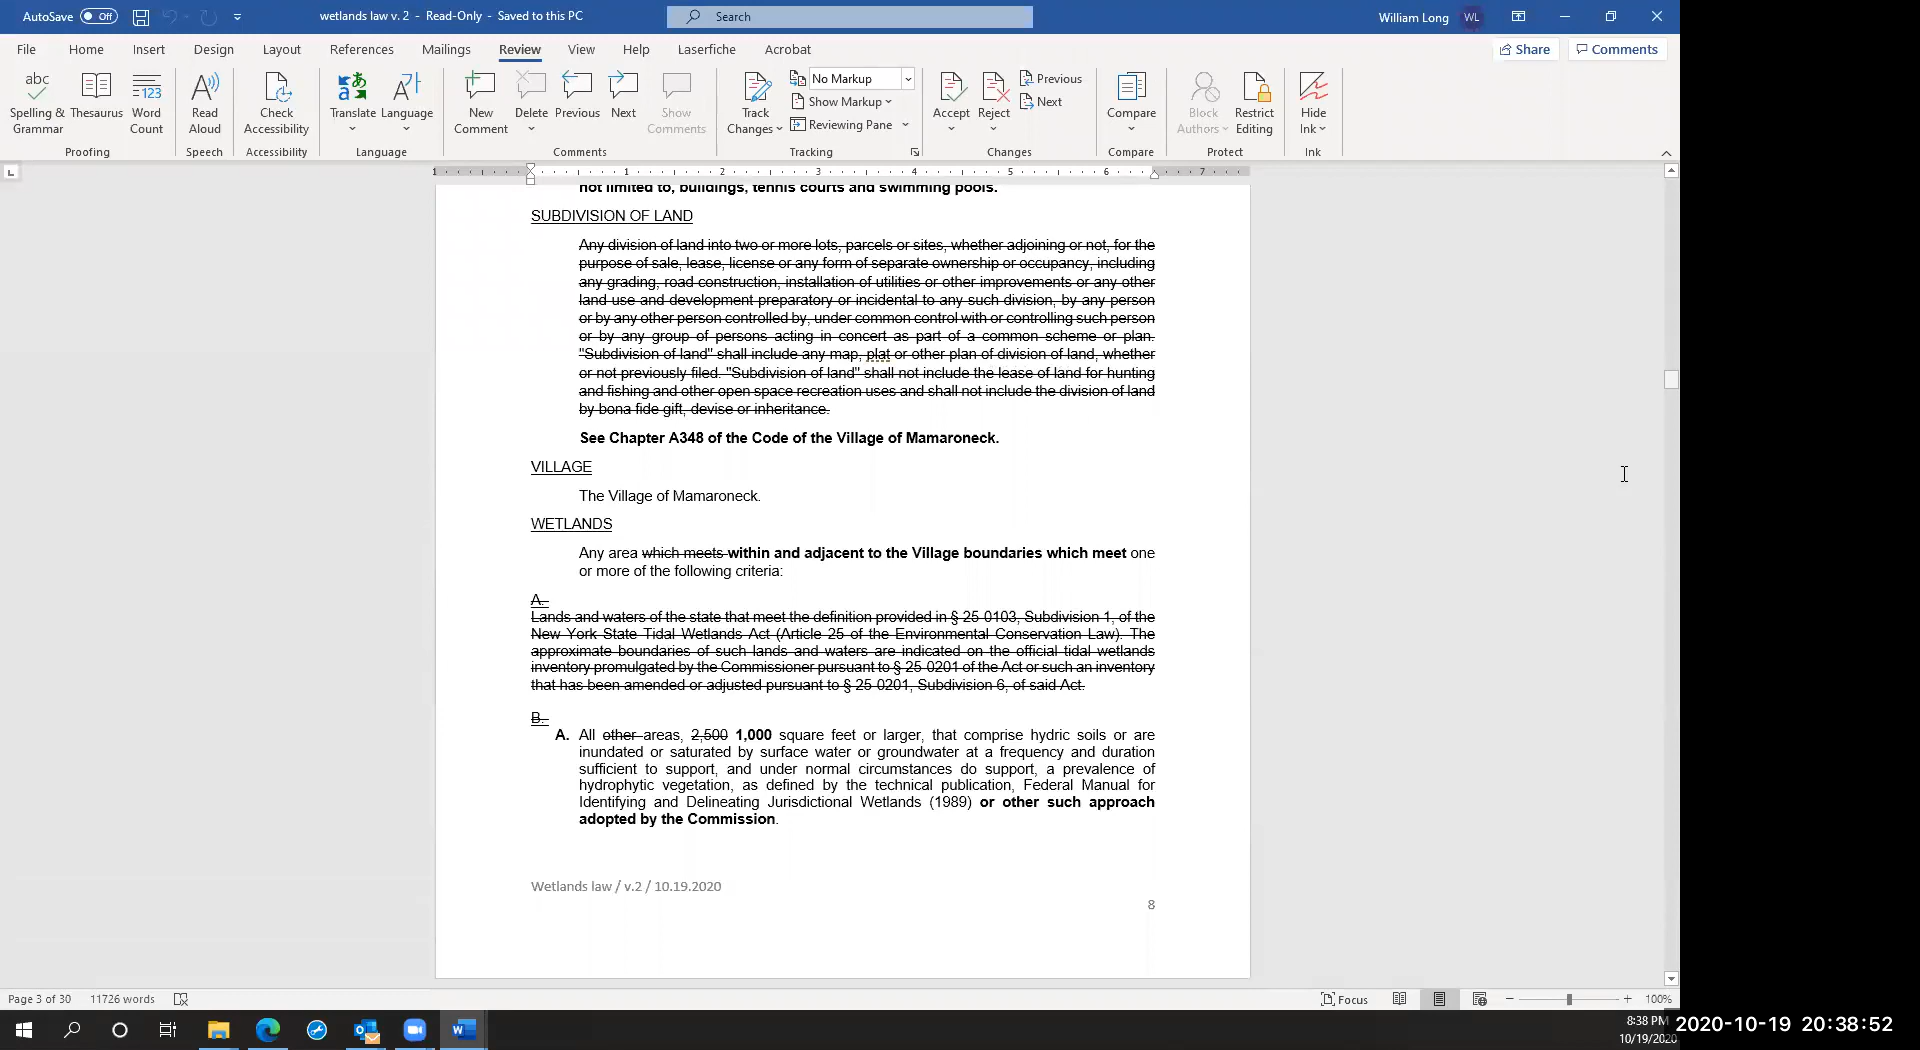 AutoSave Off wetlands law v. 2 - Read-Only - Saved to this PC Search William Long WL
File Home Insert Design Layout References Mailings Review View Help Laserfiche Acrobat Share Comments
abc Spelling & Grammar
Thesaurus
123 Word Count
Read Aloud
Check Accessibility
Translate
Language
New Comment
Delete
Previous
Next
Show Comments
Track Changes
No Markup
Show Markup
Reviewing Pane
Accept
Reject
Previous
Next
Compare
Block Authors
Restrict Editing
Hide Ink
Proofing Speech Accessibility Language Comments Tracking Changes Compare Protect Ink
1 1 2 3 4 5 6 7
not limited to, buildings, tennis courts and swimming pools.
SUBDIVISION OF LAND
Any division of land into two or more lots, parcels or sites, whether adjoining or not, for the
purpose of sale, lease, license or any form of separate ownership or occupancy, including
any grading, road construction, installation of utilities or other improvements or any other
land use and development preparatory or incidental to any such division, by any person
or by any other person controlled by, under common control with or controlling such person
or by any group of persons acting in concert as part of a common scheme or plan.
"Subdivision of land" shall include any map, plat or other plan of division of land, whether
or not previously filed. "Subdivision of land" shall not include the lease of land for hunting
and fishing and other open space recreation uses and shall not include the division of land
by bona fide gift, devise or inheritance.
See Chapter A348 of the Code of the Village of Mamaroneck.
VILLAGE
The Village of Mamaroneck.
WETLANDS
Any area which meets within and adjacent to the Village boundaries which meet one
or more of the following criteria:
A.
Lands and waters of the state that meet the definition provided in § 25-0103, Subdivision 1, of the
New York State Tidal Wetlands Act (Article 25 of the Environmental Conservation Law). The
approximate boundaries of such lands and waters are indicated on the official tidal wetlands
inventory promulgated by the Commissioner pursuant to § 25-0201 of the Act or such an inventory
that has been amended or adjusted pursuant to § 25-0201, Subdivision 6, of said Act.
B.
A. All other areas, 2,500 1,000 square feet or larger, that comprise hydric soils or are
inundated or saturated by surface water or groundwater at a frequency and duration
sufficient to support, and under normal circumstances do support, a prevalence of
hydrophytic vegetation, as defined by the technical publication, Federal Manual for
Identifying and Delineating Jurisdictional Wetlands (1989) or other such approach
adopted by the Commission.
Wetlands law / v.2 / 10.19.2020
8
Page 3 of 30 11726 words Focus 100%
8:38 PM
10/19/2020
2020-10-19 20:38:52